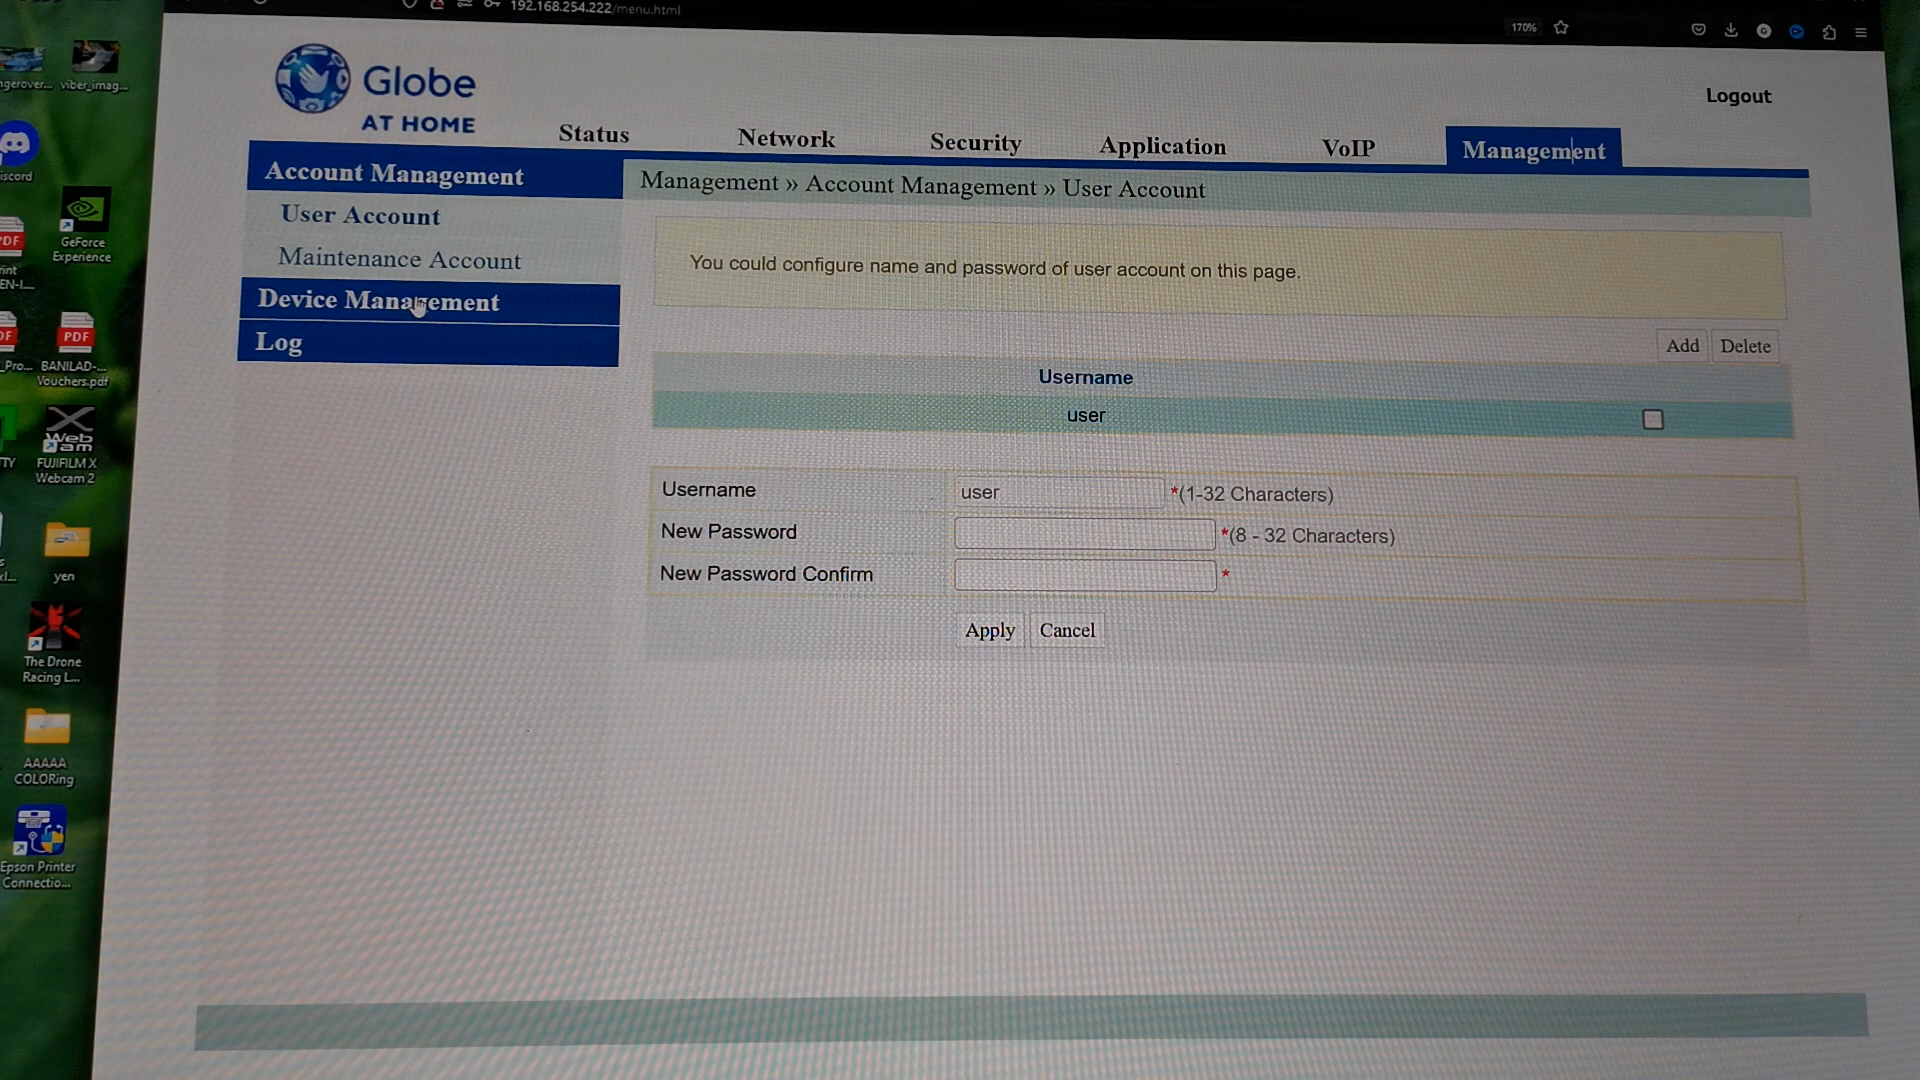 192.168.254.222/menu.html
170%
Globe
AT HOME
Logout
Status
Network
Security
Application
VoIP
Management
Account Management
User Account
Maintenance Account
Device Management
Log
Management » Account Management » User Account
You could configure name and password of user account on this page.
Add
Delete
Username
user
Username
user
*(1-32 Characters)
New Password
*(8 - 32 Characters)
New Password Confirm
*
Apply
Cancel
viber_imag...
GeForce
Experience
PDF
BANILAD-...
Vouchers.pdf
Web
FUJIFILM X
Webcam 2
yen
The Drone
Racing L...
AAAAA
COLORing
Epson Printer
Connectio...